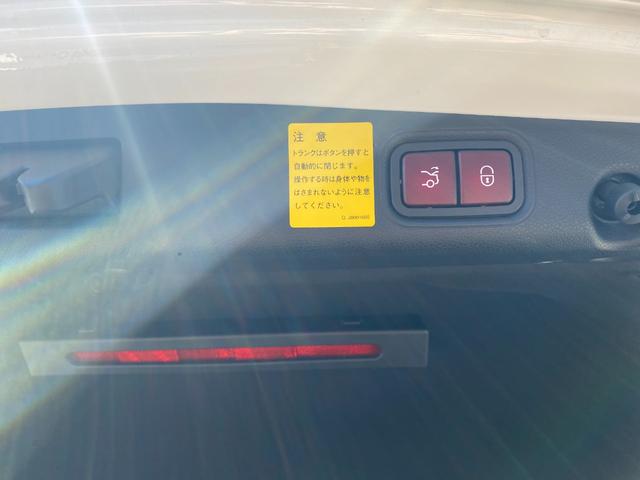 注意
トランクはボタンを押すと
自動的に閉じます。
操作する時は身体や物を
はさまれないように注意
してください。